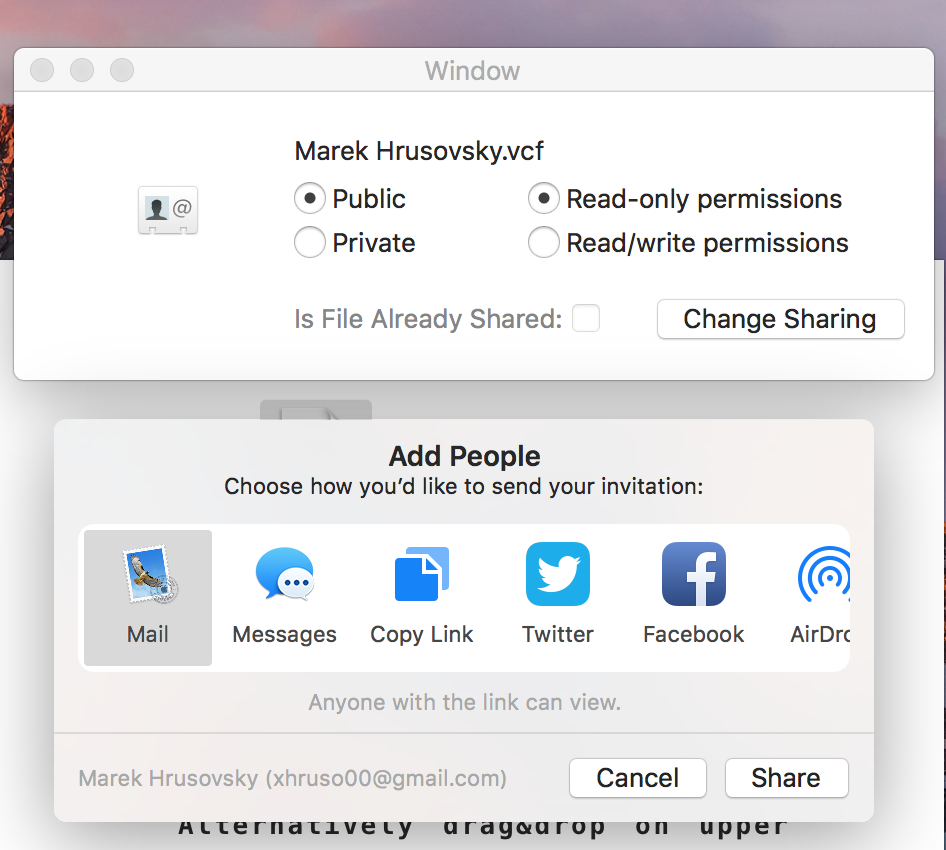 Window
Marek Hrusovsky.vcf
@
Public Read-only permissions
Private Read/write permissions
Is File Already Shared: Change Sharing
Add People
Choose how you’d like to send your invitation:
Mail Messages Copy Link Twitter Facebook AirDro
Anyone with the link can view.
Marek Hrusovsky (xhruso00@gmail.com) Cancel Share
Alternatively drag&drop on upper